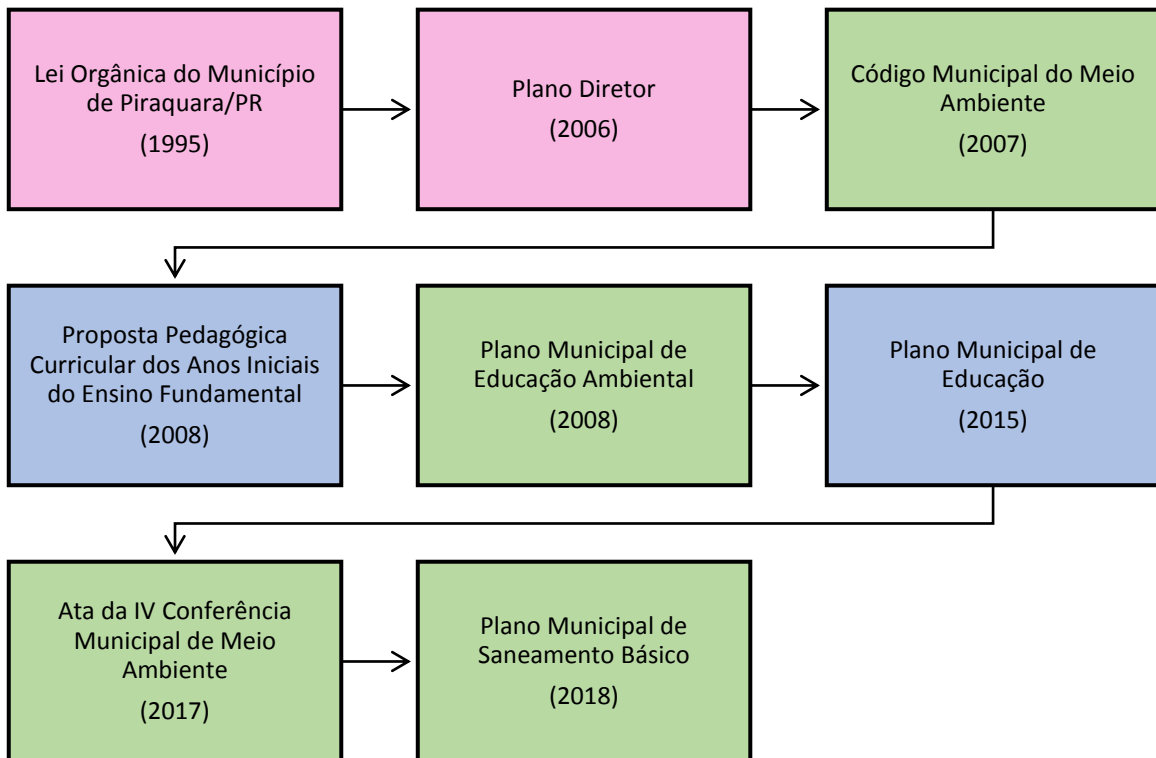 Lei Orgânica do Município
de Piraquara/PR
(1995)
Plano Diretor
(2006)
Código Municipal do Meio
Ambiente
(2007)
Proposta Pedagógica
Curricular dos Anos Iniciais
do Ensino Fundamental
(2008)
Plano Municipal de
Educação Ambiental
(2008)
Plano Municipal de
Educação
(2015)
Ata da IV Conferência
Municipal de Meio
Ambiente
(2017)
Plano Municipal de
Saneamento Básico
(2018)